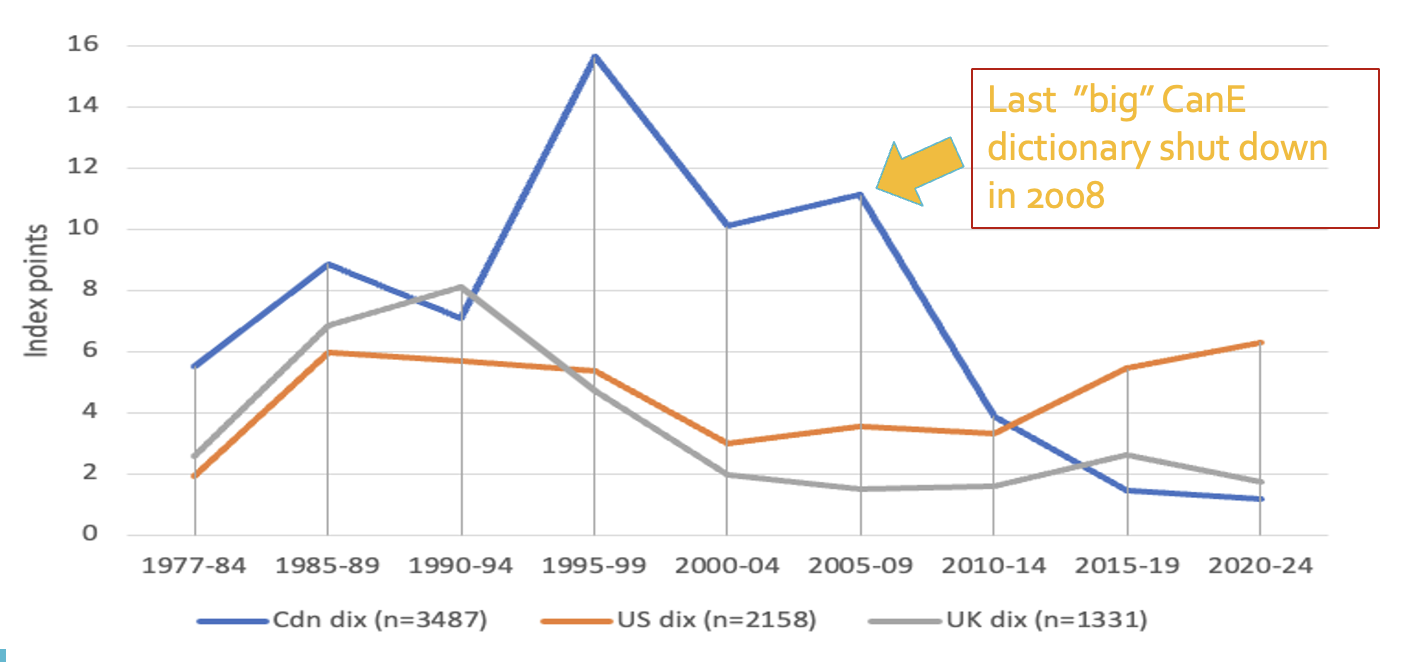 16
14
12
10
8
6
4
2
0
Index points
Last ”big” CanE
dictionary shut down
in 2008
1977-84 1985-89 1990-94 1995-99 2000-04 2005-09 2010-14 2015-19 2020-24
Cdn dix (n=3487) US dix (n=2158) UK dix (n=1331)